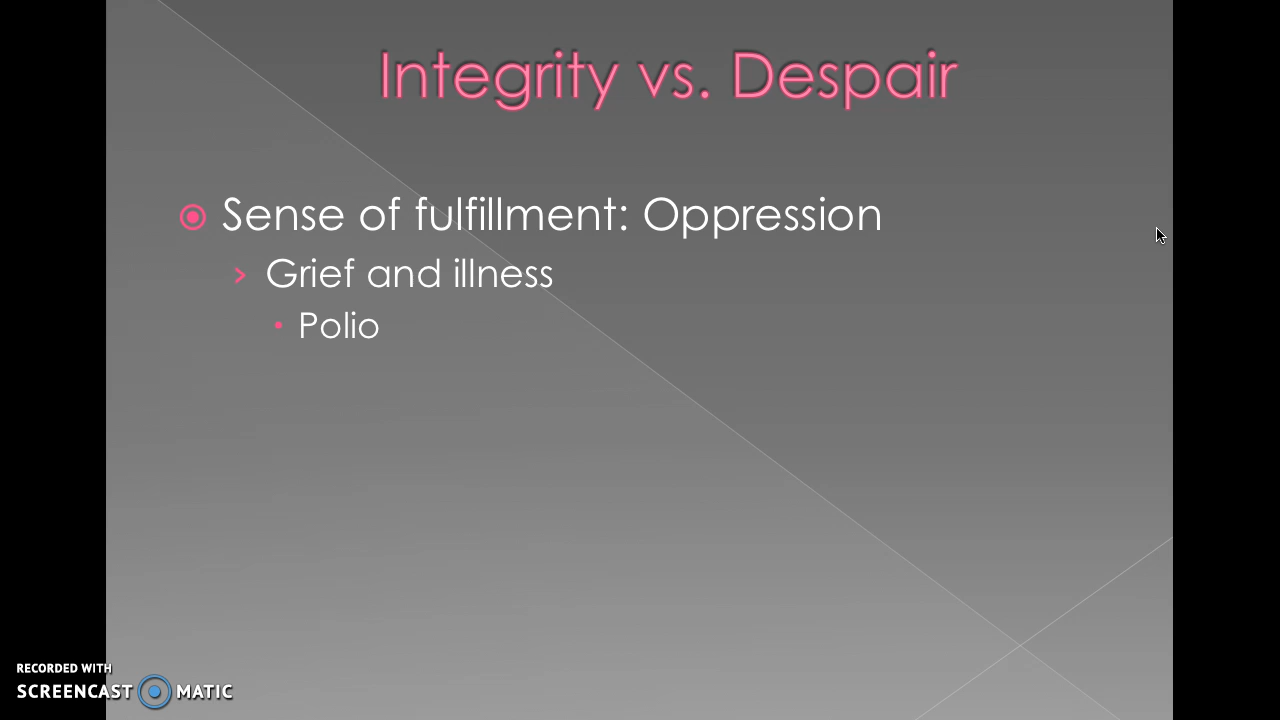 Integrity vs. Despair
Sense of fulfillment: Oppression
Grief and illness
Polio
RECORDED WITH
SCREENCAST MATIC